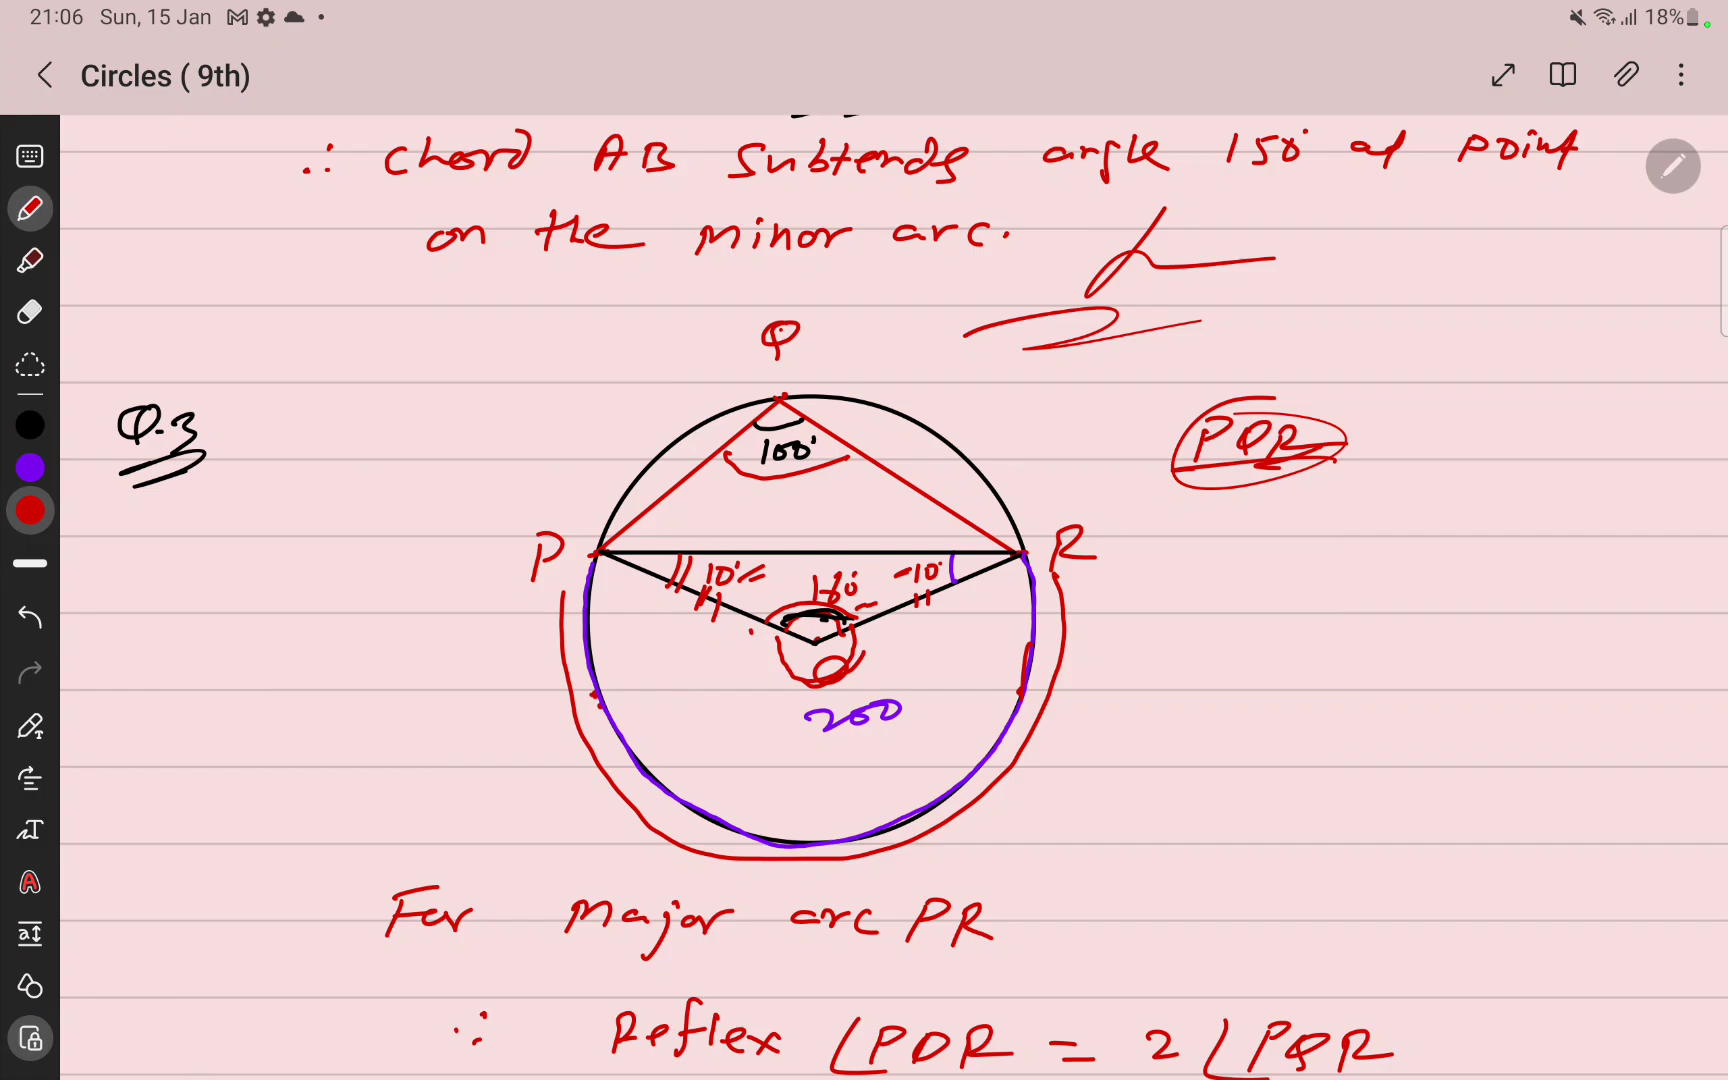 21:06 Sun, 15 Jan 18%
Circles ( 9th)
∴ chord AB subtends angle 150° at point
on the minor arc.
Q
Q.3
100°
PQR
P
R
10°
160°
10°
200
For Major arc PR
∵ Reflex ∠POR = 2 ∠PQR